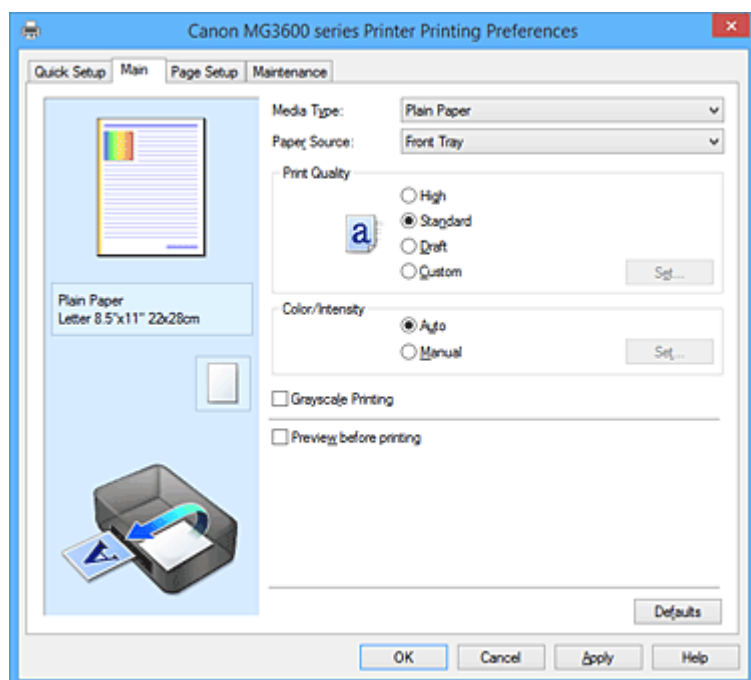 Canon MG3600 series Printer Printing Preferences
Quick Setup Main Page Setup Maintenance
Media Type: Plain Paper
Paper Source: Front Tray
Print Quality
High
a
Standard
Draft
Custom Set...
Plain Paper
Letter 8.5"x11" 22x28cm
Color/Intensity
Auto
Manual Set...
Grayscale Printing
Preview before printing
A
Defaults
OK Cancel Apply Help